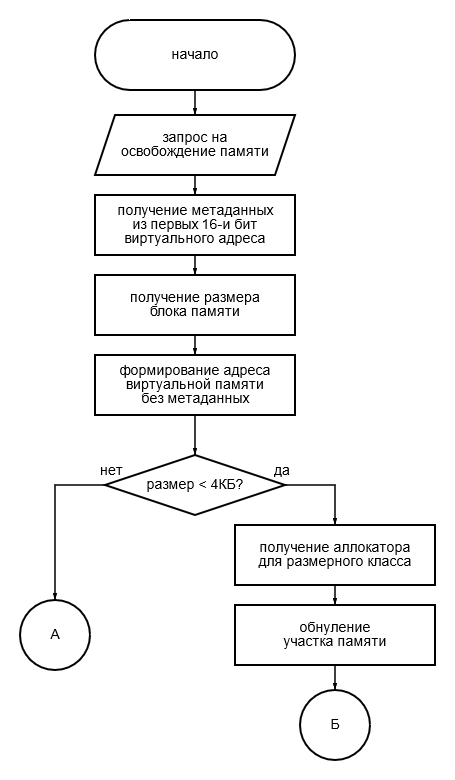 начало
запрос на
освобождение памяти
получение метаданных
из первых 16-и бит
виртуального адреса
получение размера
блока памяти
формирование адреса
виртуальной памяти
без метаданных
нет
да
размер < 4КБ?
получение аллокатора
для размерного класса
обнуление
участка памяти
А
Б